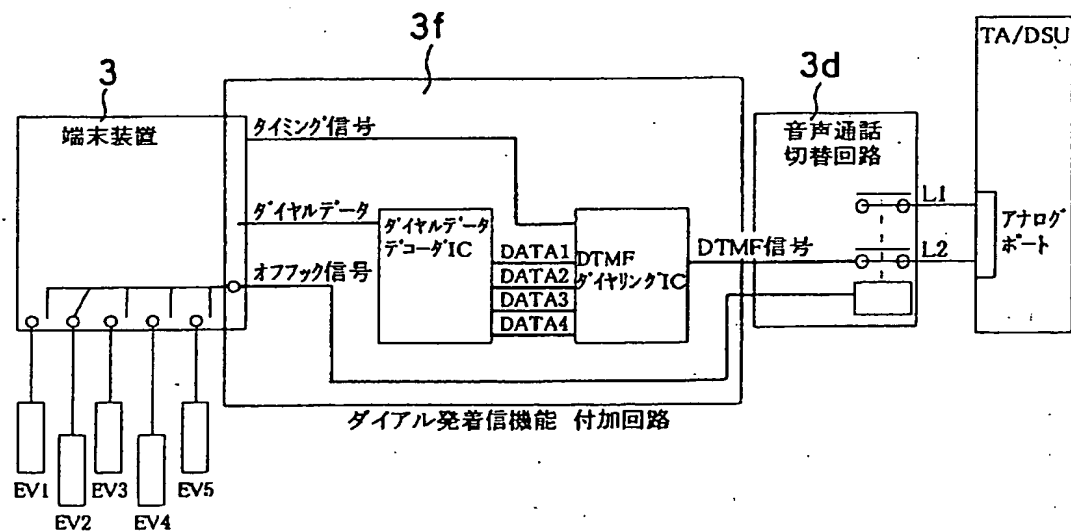 3f
3
3d
TA/DSU
端末装置
タイミング信号
音声通話
切替回路
L1
ダイヤルデータ
ダイヤルデータ
デコーダIC
DATA1
DATA2
DATA3
DATA4
DTMF
ダイヤリングIC
DTMF信号
L2
アナログ
ポート
オフフック信号
ダイアル発着信機能 付加回路
EV1
EV2
EV3
EV4
EV5